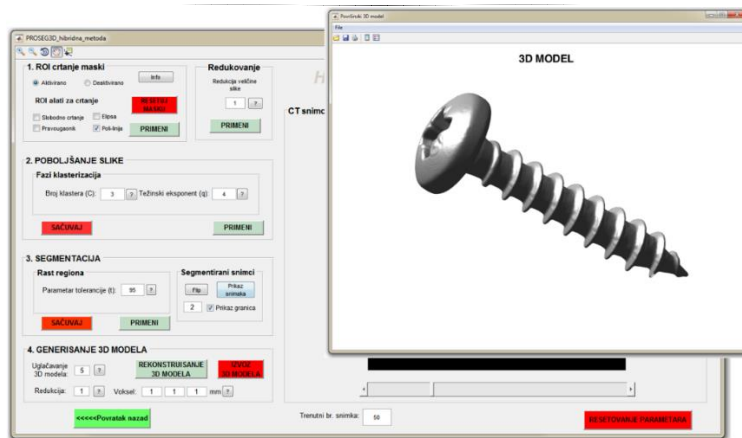 PROSEG3D_hibridna_metoda
1. ROI crtanje maski
Aktivirano Deaktivirano Info
ROI alati za crtanje
RESETUJ MASKU
Slobodno crtanje Elipsa
Pravougaonik Poli-linija
PRIMENI
Redukovanje
Redukcija veličine slike
1 ?
PRIMENI
CT snimc
2. POBOLJŠANJE SLIKE
Fazi klasterizacija
Broj klastera (C): 3 ? Težinski eksponent (q): 4 ?
SAČUVAJ PRIMENI
3. SEGMENTACIJA
Rast regiona
Parametar tolerancije (t): 95 ?
SAČUVAJ PRIMENI
Segmentirani snimci
Flip Prikaz snimaka
2 Prikaz granica
4. GENERISANJE 3D MODELA
Uglačavanje 3D modela: 5 ?
REKONSTRUISANJE 3D MODELA
IZVOZ 3D MODELA
Redukcija: 1 ? Voksel: 1 1 1 mm ?
<<<<<Povratak nazad
Trenutni br. snimka: 60
RESETOVANJE PARAMETARA
Površinski 3D model
File
3D MODEL